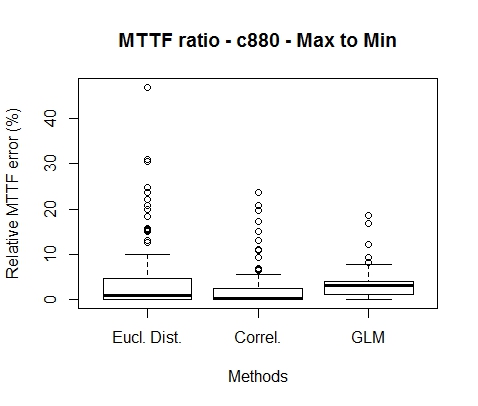 MTTF ratio - c880 - Max to Min
Relative MTTF error (%)
40
30
20
10
0
Eucl. Dist.
Correl.
GLM
Methods